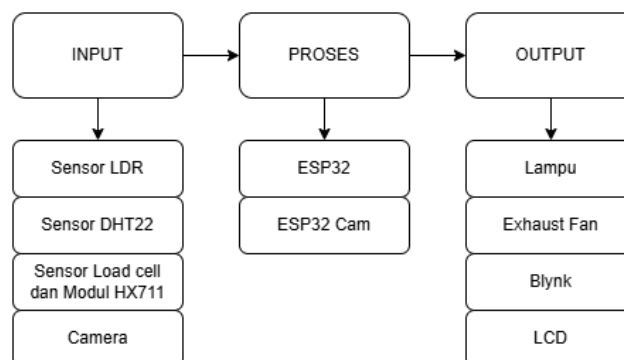 INPUT
PROSES
OUTPUT
Sensor LDR
Sensor DHT22
Sensor Load cell
dan Modul HX711
Camera
ESP32
ESP32 Cam
Lampu
Exhaust Fan
Blynk
LCD